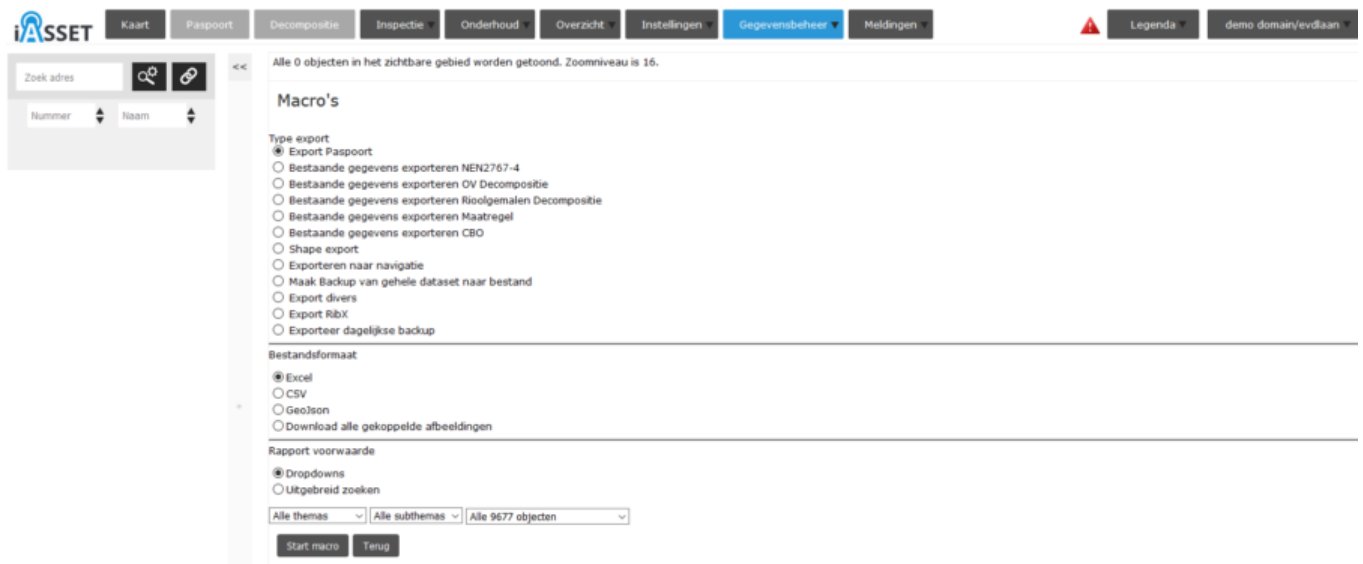 iASSET Kaart Paspoort Decompositie Inspectie Onderhoud Overzicht Instellingen Gegevensbeheer Meldingen Legenda demo domain/evdlaan
Zoek adres
<<
Alle 0 objecten in het zichtbare gebied worden getoond. Zoomniveau is 16.
Nummer Naam
Macro's
Type export
Export Paspoort
Bestaande gegevens exporteren NEN2767-4
Bestaande gegevens exporteren OV Decompositie
Bestaande gegevens exporteren Rioolgemalen Decompositie
Bestaande gegevens exporteren Maatregel
Bestaande gegevens exporteren CBO
Shape export
Exporteren naar navigatie
Maak Backup van gehele dataset naar bestand
Export divers
Export RibX
Exporteer dagelijkse backup
Bestandsformaat
Excel
CSV
GeoJson
Download alle gekoppelde afbeeldingen
Rapport voorwaarde
Dropdowns
Uitgebreid zoeken
Alle themas Alle subthemas Alle 9677 objecten
Start macro Terug